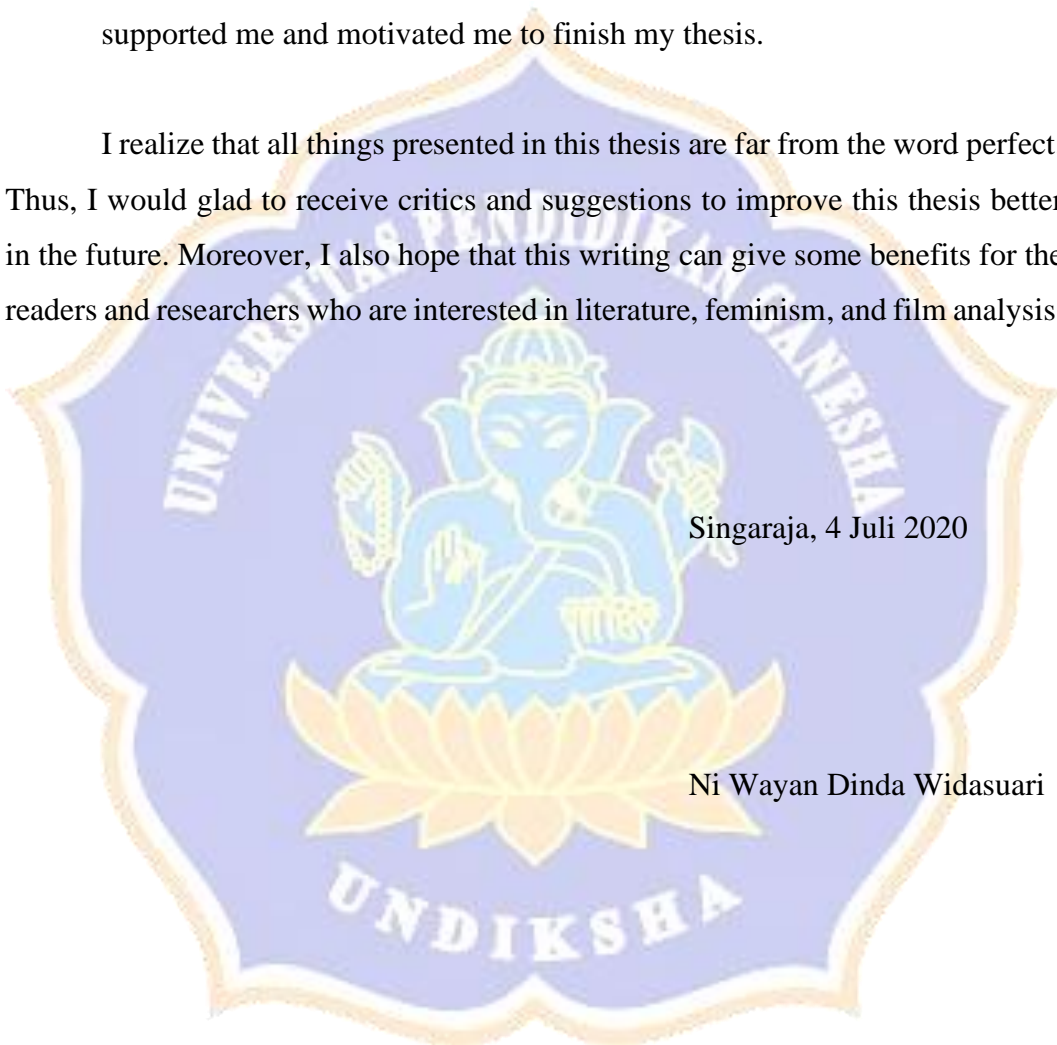 supported me and motivated me to finish my thesis.
I realize that all things presented in this thesis are far from the word perfect
Thus, I would glad to receive critics and suggestions to improve this thesis better
in the future. Moreover, I also hope that this writing can give some benefits for the
readers and researchers who are interested in literature, feminism, and film analysis
UNIVERSITAS PENDIDIKAN GANESHA
Singaraja, 4 Juli 2020
Ni Wayan Dinda Widasuari
UNDIKSHA